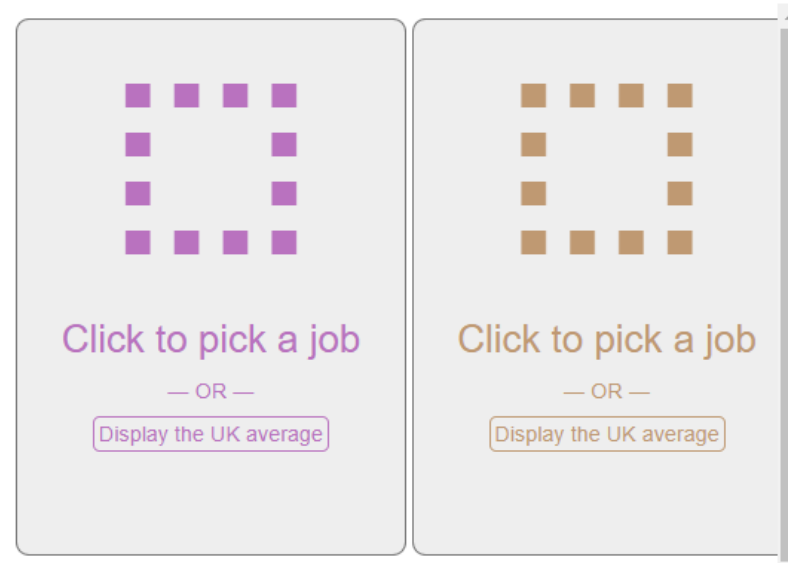 Click to pick a job
— OR —
Display the UK average
Click to pick a job
— OR —
Display the UK average